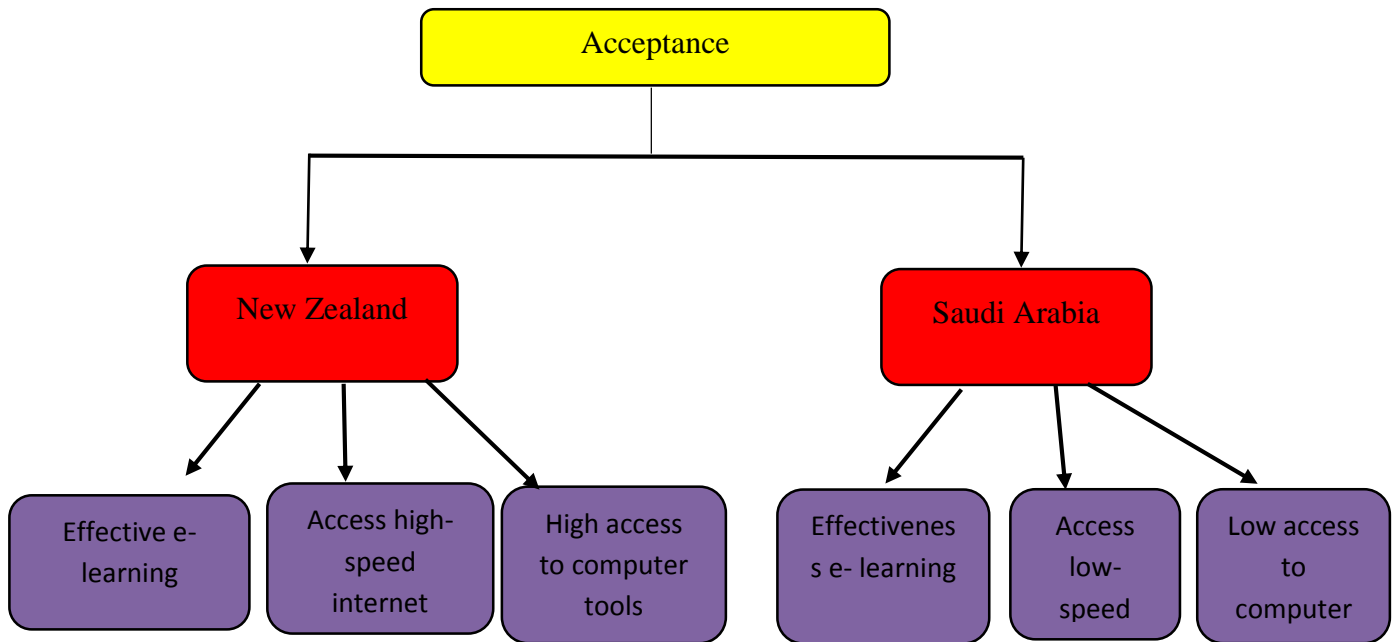 Acceptance
New Zealand
Saudi Arabia
Effective e-
learning
Access high-
speed
internet
High access
to computer
tools
Effectivenes
s e- learning
Access
low-
speed
Low access
to
computer